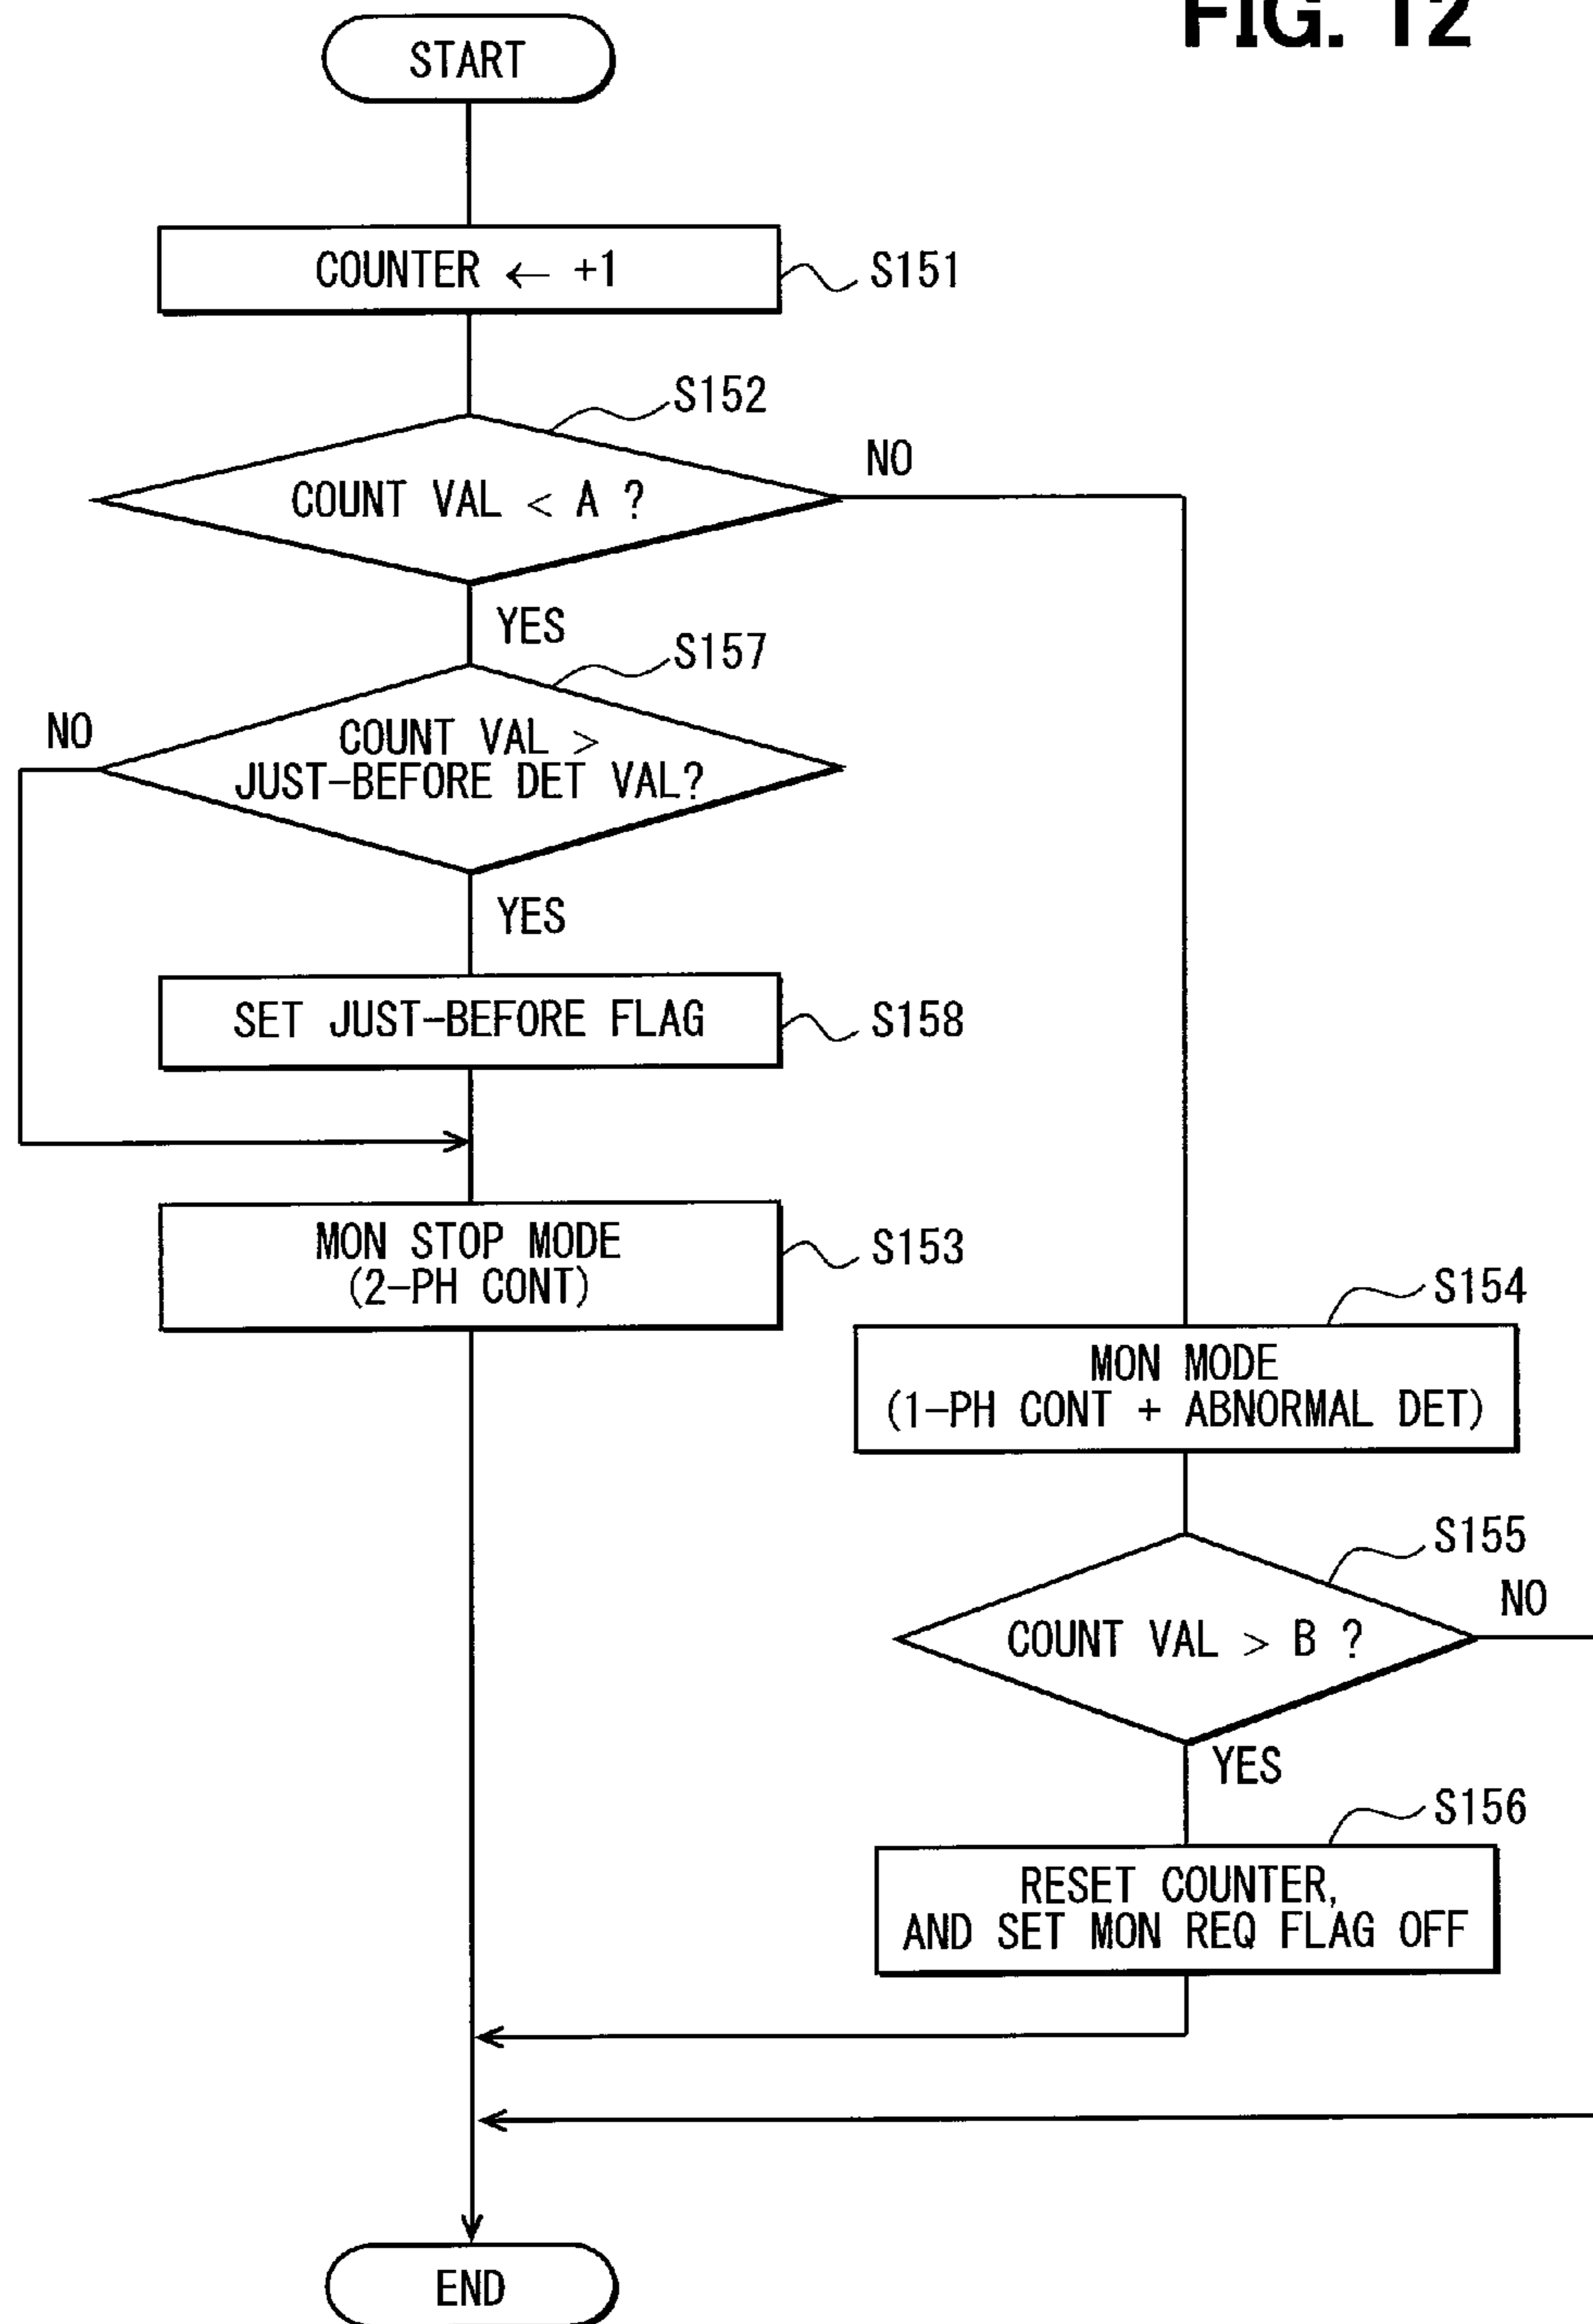 FIG. 12
START
COUNTER ← +1
S151
S152
COUNT VAL < A ?
NO
YES
S157
NO
COUNT VAL >
JUST-BEFORE DET VAL?
YES
SET JUST-BEFORE FLAG
S158
MON STOP MODE
(2-PH CONT)
S153
S154
MON MODE
(1-PH CONT + ABNORMAL DET)
S155
NO
COUNT VAL > B ?
YES
S156
RESET COUNTER,
AND SET MON REQ FLAG OFF
END